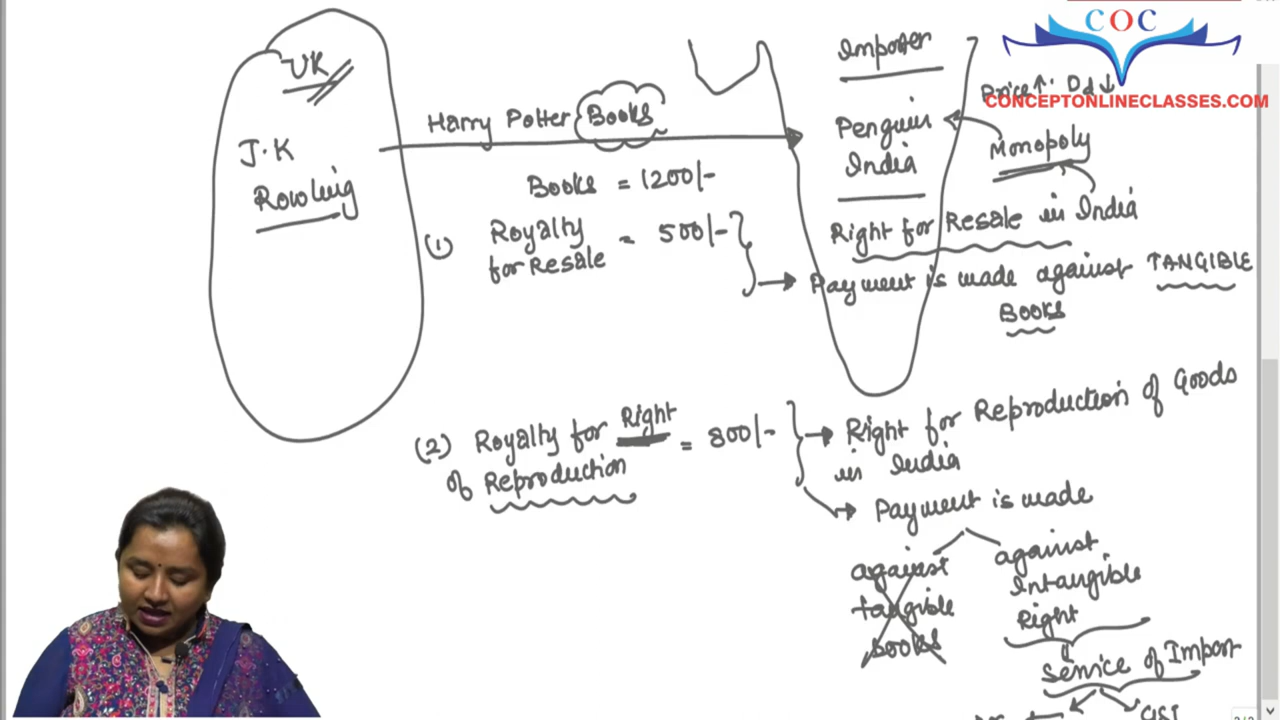 COC
CONCEPTONLINECLASSES.COM
UK
J.K
Rowling
Harry Potter Books
Books = 1200/-
(1) Royalty for Resale = 500/-
Importer
Penguin
India
Price↑. Dd↓
Monopoly
Right for Resale in India
Payment is made against TANGIBLE
Books
(2) Royalty for Right
of Reproduction = 800/-
Right for Reproduction of Goods
in India
Payment is made
against
tangible
books
against
Intangible
Right
Service of Import
GST
2/2